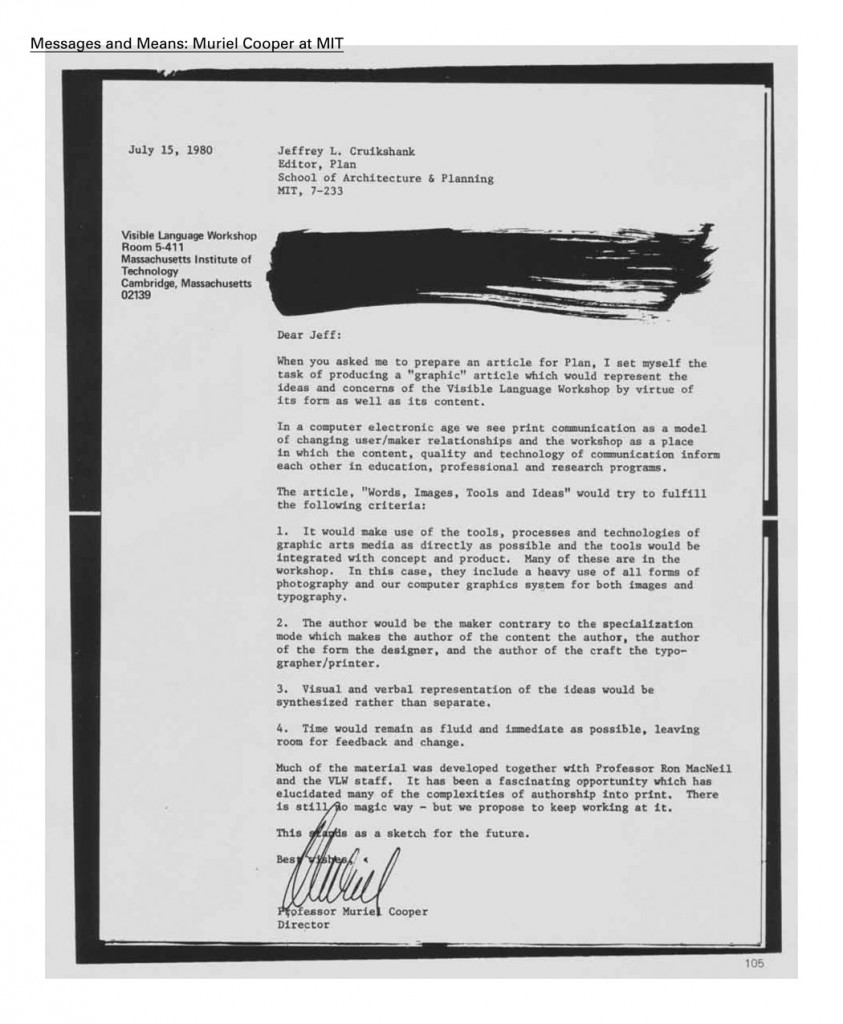 Messages and Means: Muriel Cooper at MIT
July 15, 1980
Jeffrey L. Cruikshank
Editor, Plan
School of Architecture & Planning
MIT, 7-233
Visible Language Workshop
Room 5-411
Massachusetts Institute of
Technology
Cambridge, Massachusetts
02139
Dear Jeff:
When you asked me to prepare an article for Plan, I set myself the
task of producing a "graphic" article which would represent the
ideas and concerns of the Visible Language Workshop by virtue of
its form as well as its content.
In a computer electronic age we see print communication as a model
of changing user/maker relationships and the workshop as a place
in which the content, quality and technology of communication inform
each other in education, professional and research programs.
The article, "Words, Images, Tools and Ideas" would try to fulfill
the following criteria:
1. It would make use of the tools, processes and technologies of
graphic arts media as directly as possible and the tools would be
integrated with concept and product. Many of these are in the
workshop. In this case, they include a heavy use of all forms of
photography and our computer graphics system for both images and
typography.
2. The author would be the maker contrary to the specialization
mode which makes the author of the content the author, the author
of the form the designer, and the author of the craft the typo-
grapher/printer.
3. Visual and verbal representation of the ideas would be
synthesized rather than separate.
4. Time would remain as fluid and immediate as possible, leaving
room for feedback and change.
Much of the material was developed together with Professor Ron MacNeil
and the VLW staff. It has been a fascinating opportunity which has
elucidated many of the complexities of authorship into print. There
is still no magic way - but we propose to keep working at it.
This stands as a sketch for the future.
Best wishes,
Muriel
Professor Muriel Cooper
Director
105